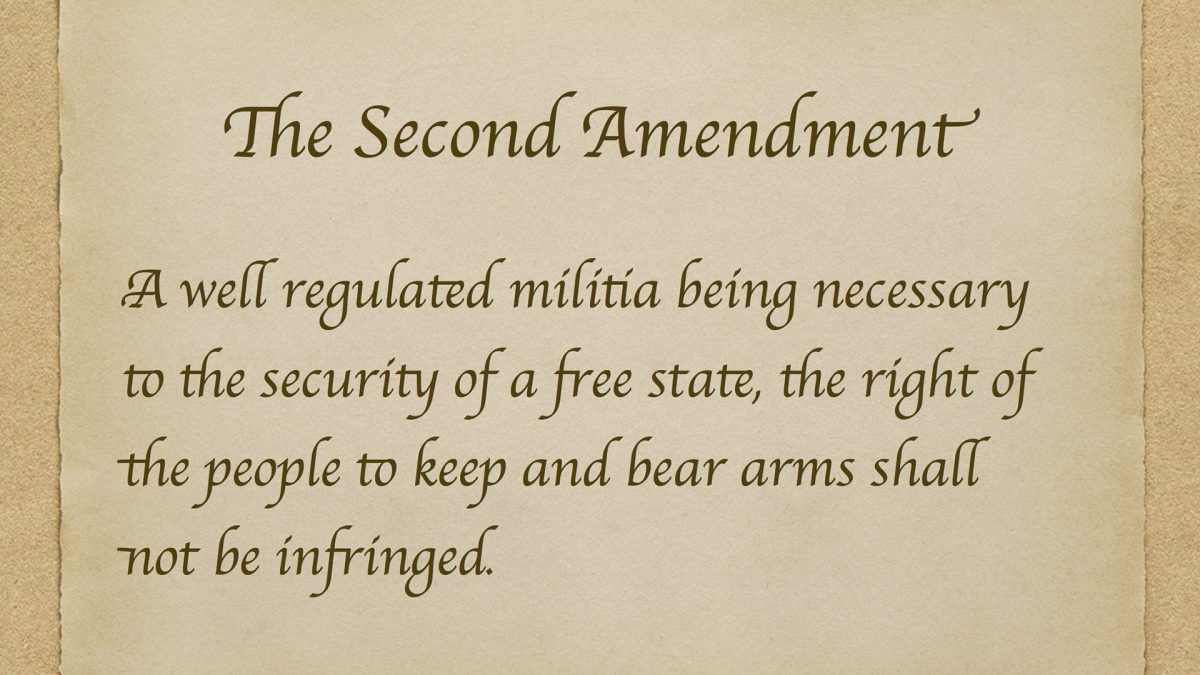 The Second Amendment
A well regulated militia being necessary
to the security of a free state, the right of
the people to keep and bear arms shall
not be infringed.